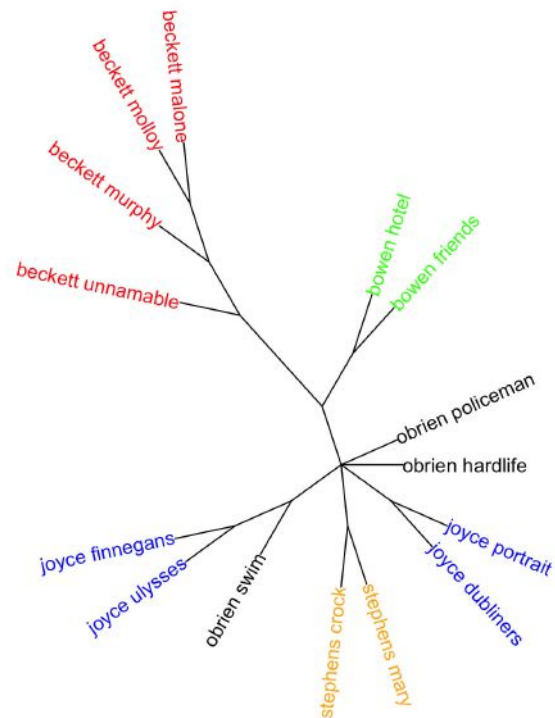 beckett malone
beckett molloy
beckett murphy
beckett unnamable
bowen hotel
bowen friends
obrien policeman
obrien hardlife
joyce portrait
joyce dubliners
stephens mary
stephens crock
obrien swim
joyce ulysses
joyce finnegans